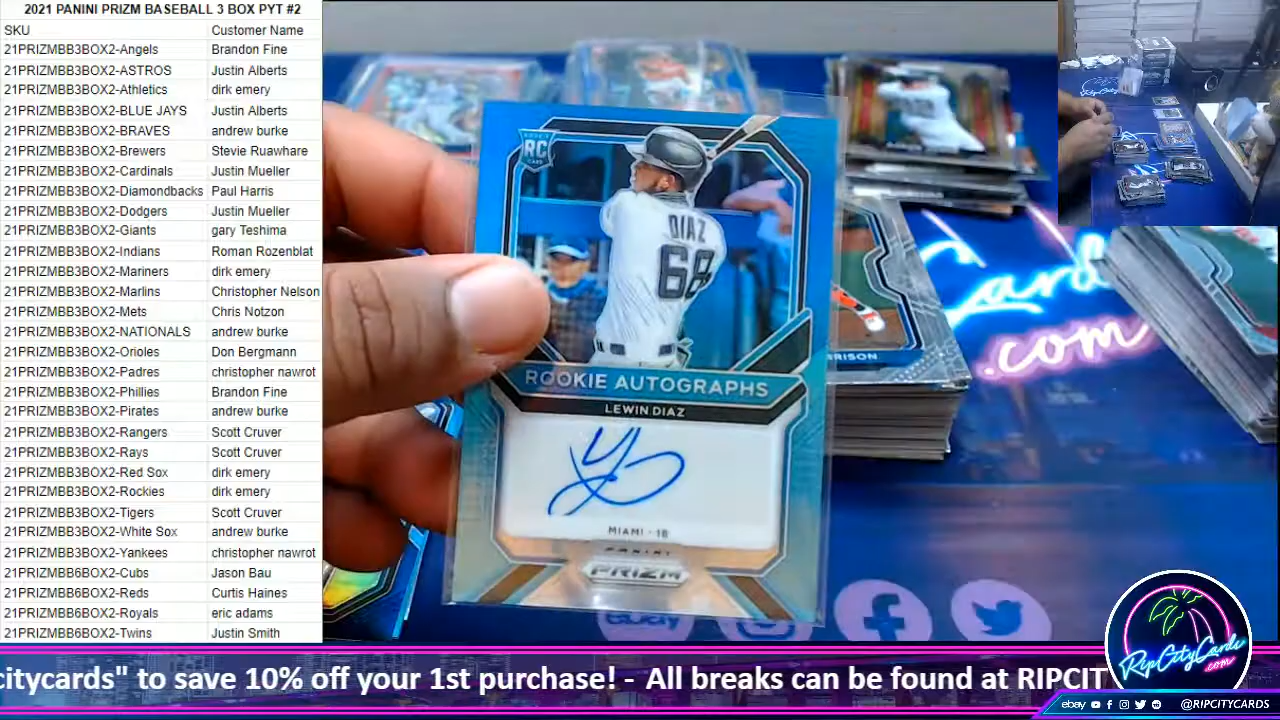 2021 PANINI PRIZM BASEBALL 3 BOX PYT #2
SKU Customer Name
21PRIZMBB3BOX2-Angels Brandon Fine
21PRIZMBB3BOX2-ASTROS Justin Alberts
21PRIZMBB3BOX2-Athletics dirk emery
21PRIZMBB3BOX2-BLUE JAYS Justin Alberts
21PRIZMBB3BOX2-BRAVES andrew burke
21PRIZMBB3BOX2-Brewers Stevie Ruawhare
21PRIZMBB3BOX2-Cardinals Justin Mueller
21PRIZMBB3BOX2-Diamondbacks Paul Harris
21PRIZMBB3BOX2-Dodgers Justin Mueller
21PRIZMBB3BOX2-Giants gary Teshima
21PRIZMBB3BOX2-Indians Roman Rozenblat
21PRIZMBB3BOX2-Mariners dirk emery
21PRIZMBB3BOX2-Marlins Christopher Nelson
21PRIZMBB3BOX2-Mets Chris Notzon
21PRIZMBB3BOX2-NATIONALS andrew burke
21PRIZMBB3BOX2-Orioles Don Bergmann
21PRIZMBB3BOX2-Padres christopher nawrot
21PRIZMBB3BOX2-Phillies Brandon Fine
21PRIZMBB3BOX2-Pirates andrew burke
21PRIZMBB3BOX2-Rangers Scott Cruver
21PRIZMBB3BOX2-Rays Scott Cruver
21PRIZMBB3BOX2-Red Sox dirk emery
21PRIZMBB3BOX2-Rockies dirk emery
21PRIZMBB3BOX2-Tigers Scott Cruver
21PRIZMBB3BOX2-White Sox andrew burke
21PRIZMBB3BOX2-Yankees christopher nawrot
21PRIZMBB6BOX2-Cubs Jason Bau
21PRIZMBB6BOX2-Reds Curtis Haines
21PRIZMBB6BOX2-Royals eric adams
21PRIZMBB6BOX2-Twins Justin Smith
RC
DIAZ
68
ROOKIE AUTOGRAPHS
LEWIN DIAZ
MIAMI - 1B
PANINI
PRIZM
RISON
Cards
.com
ebay
citycards" to save 10% off your 1st purchase! - All breaks can be found at RIPCIT
RipCityCards
.com
ebay @RIPCITYCARDS